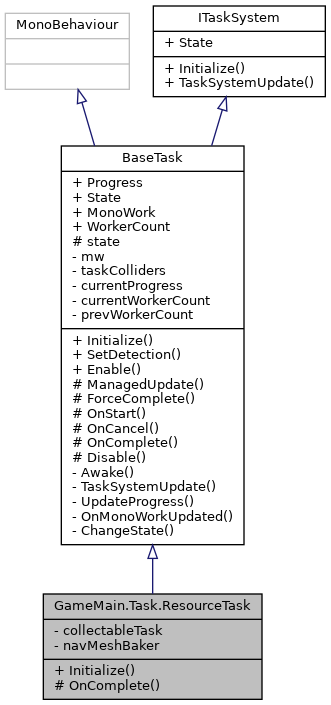 MonoBehaviour
ITaskSystem
+ State
+ Initialize()
+ TaskSystemUpdate()
BaseTask
+ Progress
+ State
+ MonoWork
+ WorkerCount
# state
- mw
- taskColliders
- currentProgress
- currentWorkerCount
- prevWorkerCount
+ Initialize()
+ SetDetection()
+ Enable()
# ManagedUpdate()
# ForceComplete()
# OnStart()
# OnCancel()
# OnComplete()
# Disable()
- Awake()
- TaskSystemUpdate()
- UpdateProgress()
- OnMonoWorkUpdated()
- ChangeState()
GameMain.Task.ResourceTask
- collectableTask
- navMeshBaker
+ Initialize()
# OnComplete()